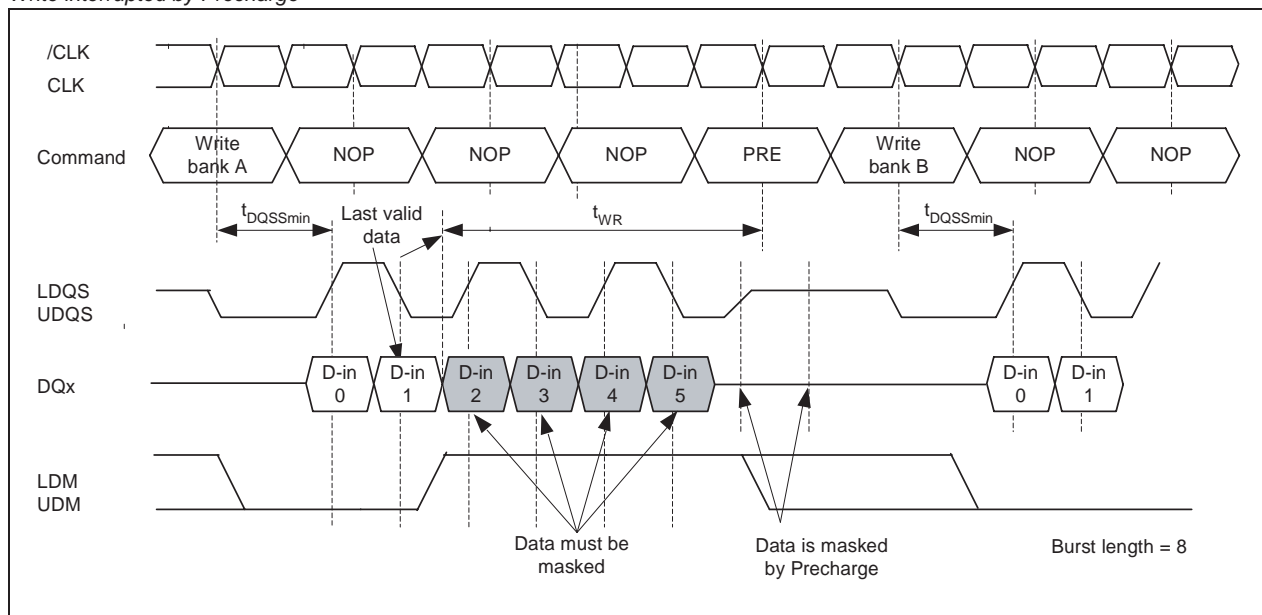 Write interrupted by Precharge
/CLK
CLK
Command
Write
bank A
NOP
NOP
NOP
PRE
Write
bank B
NOP
NOP
tDQSSmin
Last valid
data
tWR
tDQSSmin
LDQS
UDQS
DQx
D-in
0
D-in
1
D-in
2
D-in
3
D-in
4
D-in
5
D-in
0
D-in
1
LDM
UDM
Data must be
masked
Data is masked
by Precharge
Burst length = 8